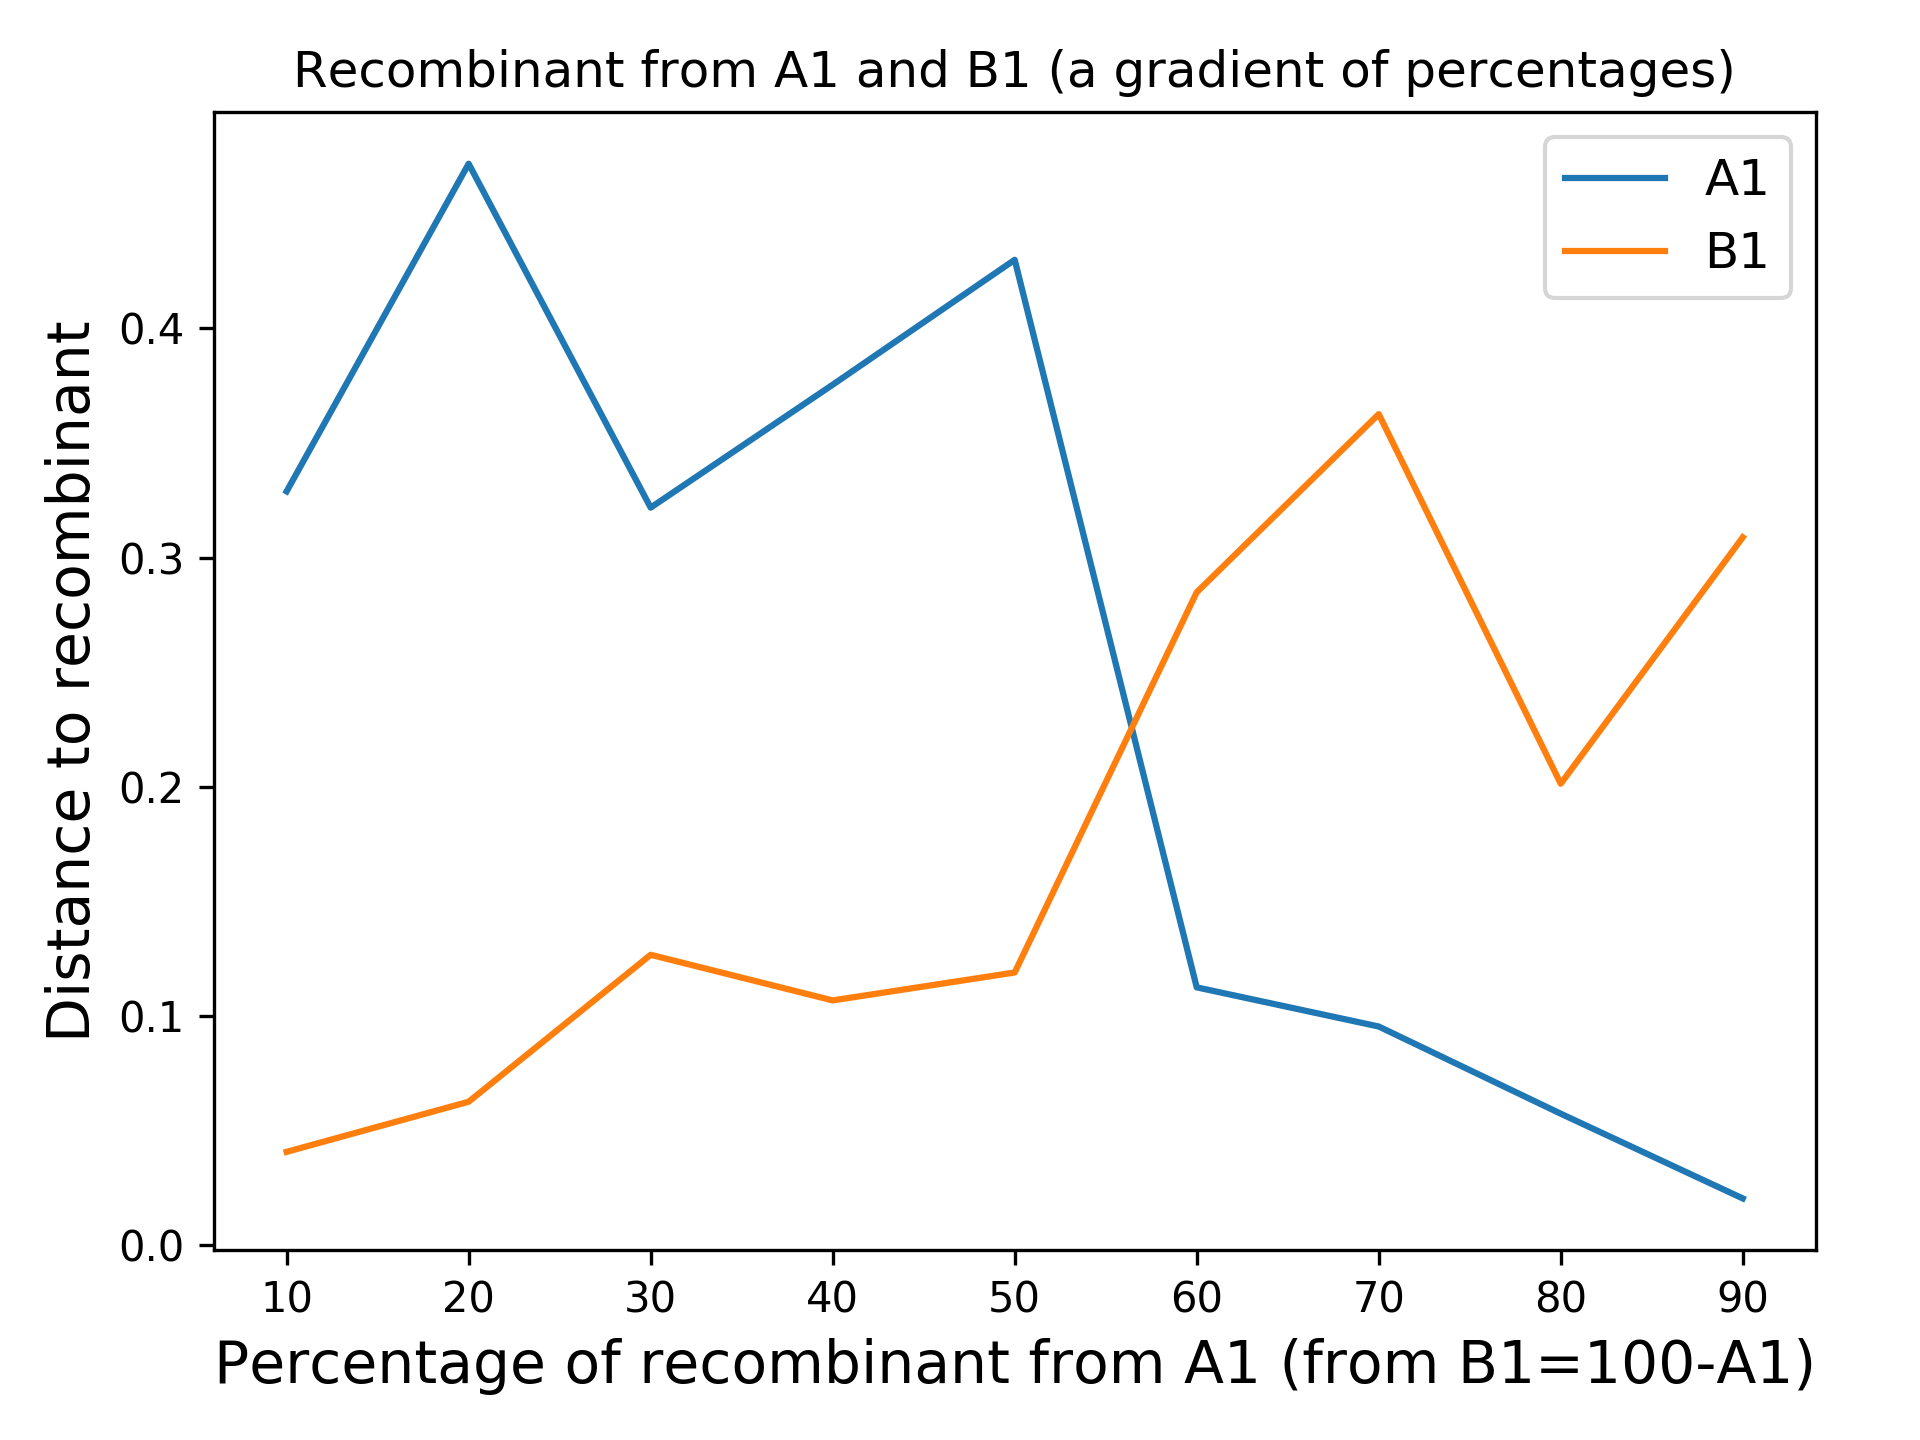 Recombinant from A1 and B1 (a gradient of percentages)
A1
B1
Distance to recombinant
0.4
0.3
0.2
0.1
0.0
10 20 30 40 50 60 70 80 90
Percentage of recombinant from A1 (from B1=100-A1)